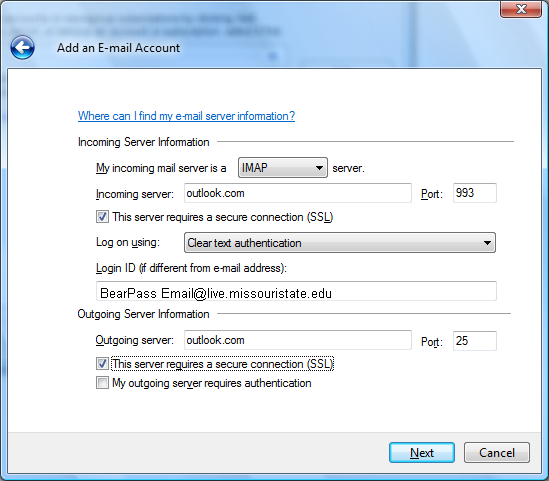 Add an E-mail Account
Where can I find my e-mail server information?
Incoming Server Information
My incoming mail server is a IMAP server.
Incoming server: outlook.com Port: 993
This server requires a secure connection (SSL)
Log on using: Clear text authentication
Login ID (if different from e-mail address):
BearPass Email@live.missouristate.edu
Outgoing Server Information
Outgoing server: outlook.com Port: 25
This server requires a secure connection (SSL)
My outgoing server requires authentication
Next Cancel